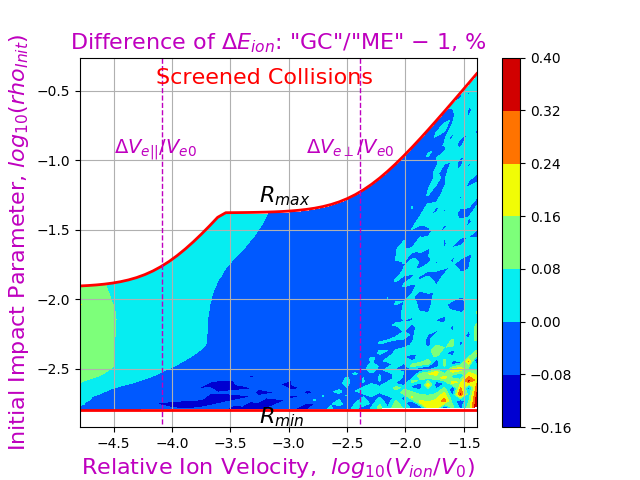 Difference of ΔE_ion: "GC"/"ME" − 1, %
Screened Collisions
ΔV_e||/V_e0
ΔV_e⊥/V_e0
R_max
R_min
Initial Impact Parameter, log_10(rho_Init)
−0.5
−1.0
−1.5
−2.0
−2.5
−4.5 −4.0 −3.5 −3.0 −2.5 −2.0 −1.5
Relative Ion Velocity, log_10(V_ion/V_0)
0.40
0.32
0.24
0.16
0.08
0.00
−0.08
−0.16